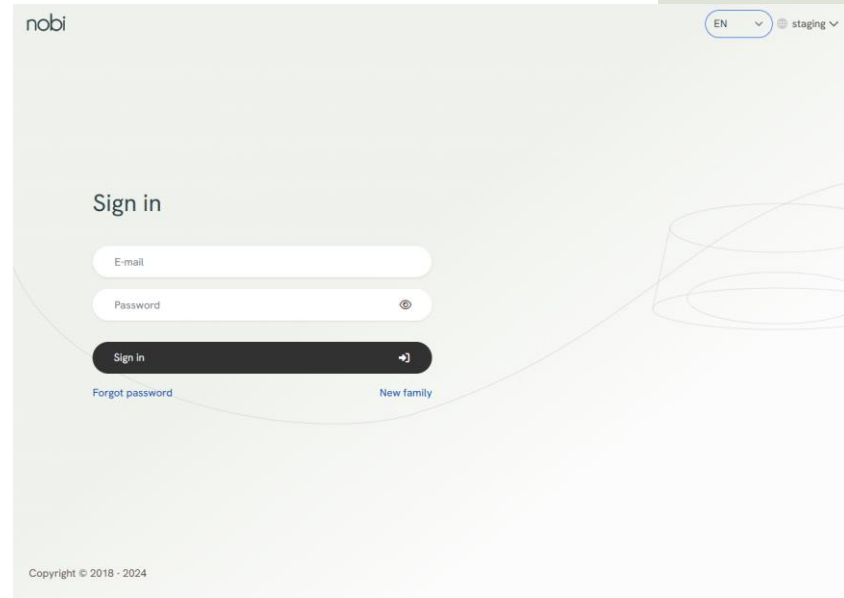 nobi
EN staging
Sign in
E-mail
Password
Sign in
Forgot password New family
Copyright © 2018 - 2024